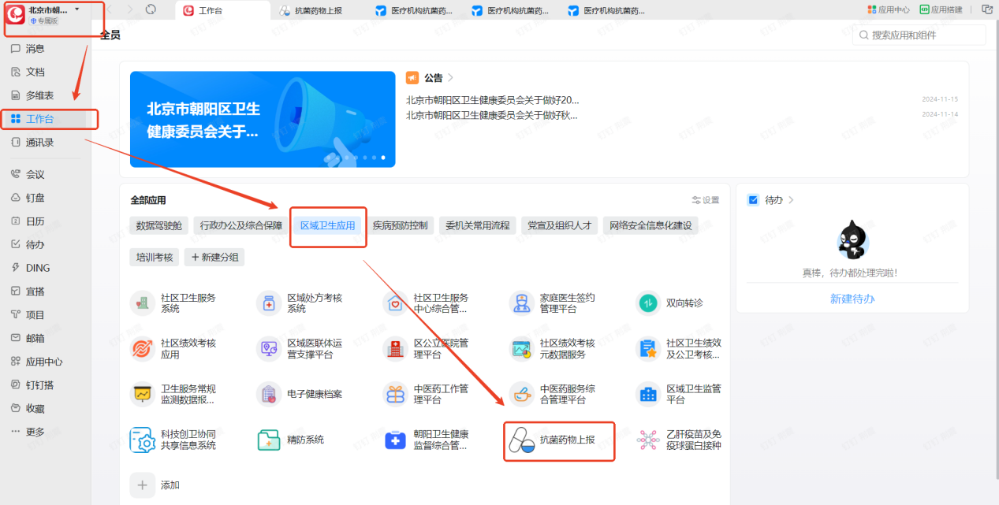 北京市朝...
专属版
工作台
抗菌药物上报
医疗机构抗菌药...
医疗机构抗菌药...
医疗机构抗菌药...
应用中心
应用搭建
全员
搜索应用和组件
消息
文档
多维表
工作台
通讯录
会议
钉盘
日历
待办
DING
宜搭
项目
邮箱
应用中心
钉钉搭
收藏
更多
北京市朝阳区卫生
健康委员会关于...
公告
北京市朝阳区卫生健康委员会关于做好20...
2024-11-15
北京市朝阳区卫生健康委员会关于做好秋...
2024-11-14
全部应用
设置
数据驾驶舱
行政办公及综合保障
区域卫生应用
疾病预防控制
委机关常用流程
党宣及组织人才
网络安全信息化建设
培训考核
新建分组
社区卫生服务
系统
区域处方考核
系统
社区卫生服务
中心综合管...
家庭医生签约
管理平台
双向转诊
社区绩效考核
应用
区域医联体运
营支撑平台
区公立医院管
理平台
社区绩效考核
元数据服务
社区卫生绩效
及公卫考核...
卫生服务常规
监测数据报...
电子健康档案
中医药工作管
理平台
中医药服务综
合管理平台
区域卫生监管
平台
科技创卫协同
共享信息系统
精防系统
朝阳卫生健康
监督综合管...
抗菌药物上报
乙肝疫苗及免
疫球蛋白接种
添加
待办
真棒，待办都处理完啦！
新建待办